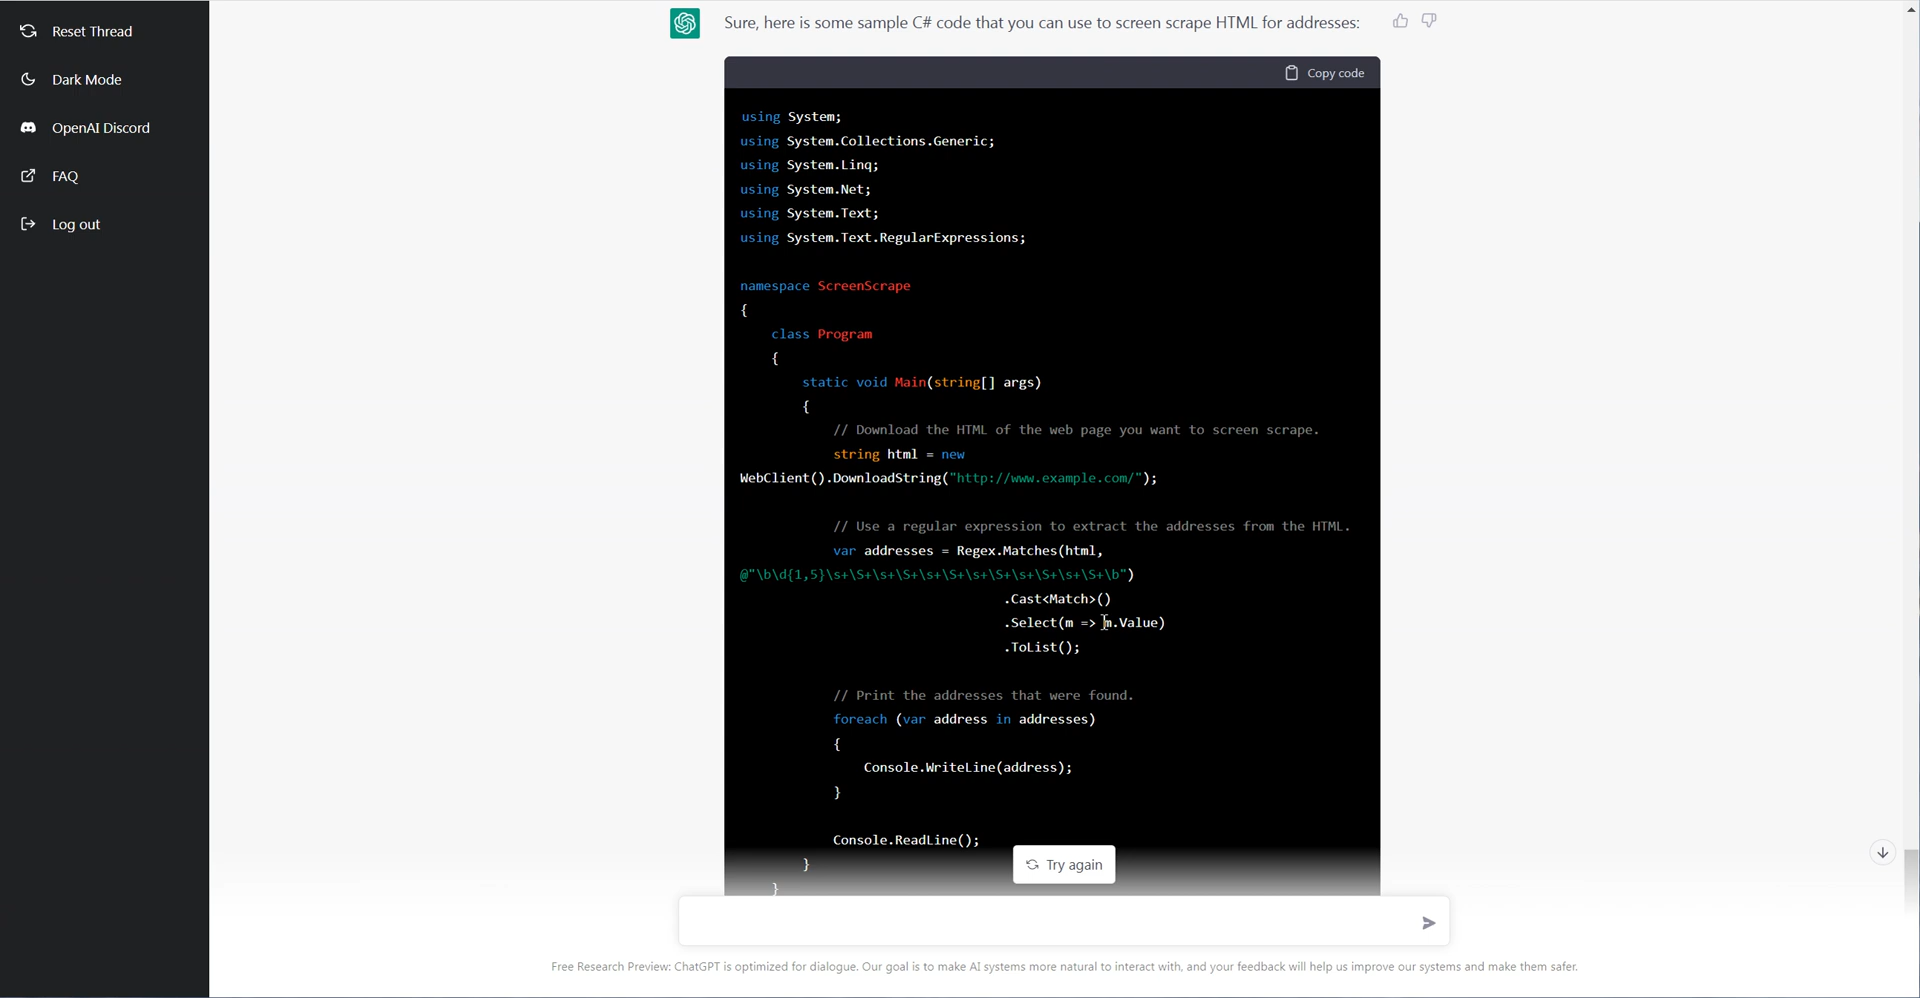 Reset Thread
Dark Mode
OpenAI Discord
FAQ
Log out
Sure, here is some sample C# code that you can use to screen scrape HTML for addresses:
Copy code
using System;
using System.Collections.Generic;
using System.Linq;
using System.Net;
using System.Text;
using System.Text.RegularExpressions;
namespace ScreenScrape
{
class Program
{
static void Main(string[] args)
{
// Download the HTML of the web page you want to screen scrape.
string html = new
WebClient().DownloadString("http://www.example.com/");
// Use a regular expression to extract the addresses from the HTML.
var addresses = Regex.Matches(html,
@"\b\d{1,5}\s+\S+\s+\S+\s+\S+\s+\S+\s+\S+\s+\S+\b")
.Cast<Match>()
.Select(m => m.Value)
.ToList();
// Print the addresses that were found.
foreach (var address in addresses)
{
Console.WriteLine(address);
}
Console.ReadLine();
}
}
Try again
Free Research Preview: ChatGPT is optimized for dialogue. Our goal is to make AI systems more natural to interact with, and your feedback will help us improve our systems and make them safer.